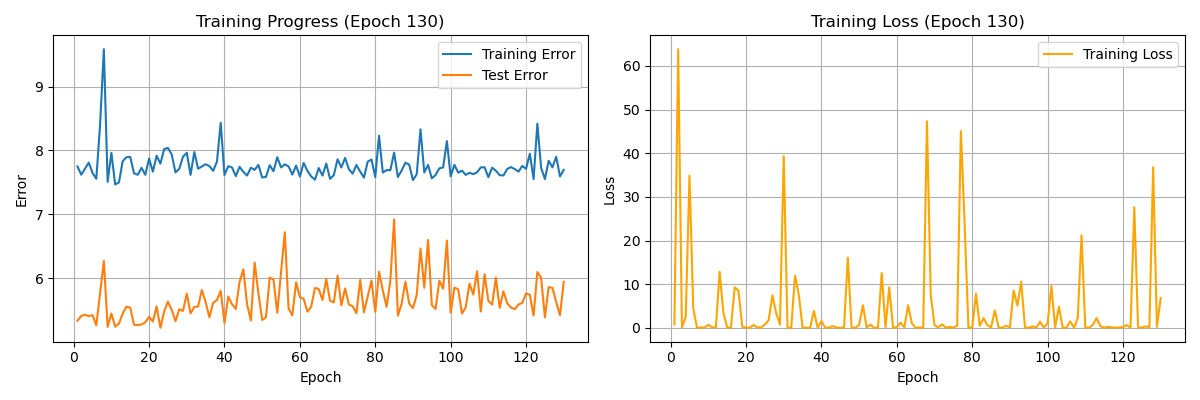 Training Progress (Epoch 130)
Training Error
Test Error
9
8
7
6
Error
0 20 40 60 80 100 120
Epoch
Training Loss (Epoch 130)
Training Loss
60
50
40
30
20
10
0
Loss
0 20 40 60 80 100 120
Epoch